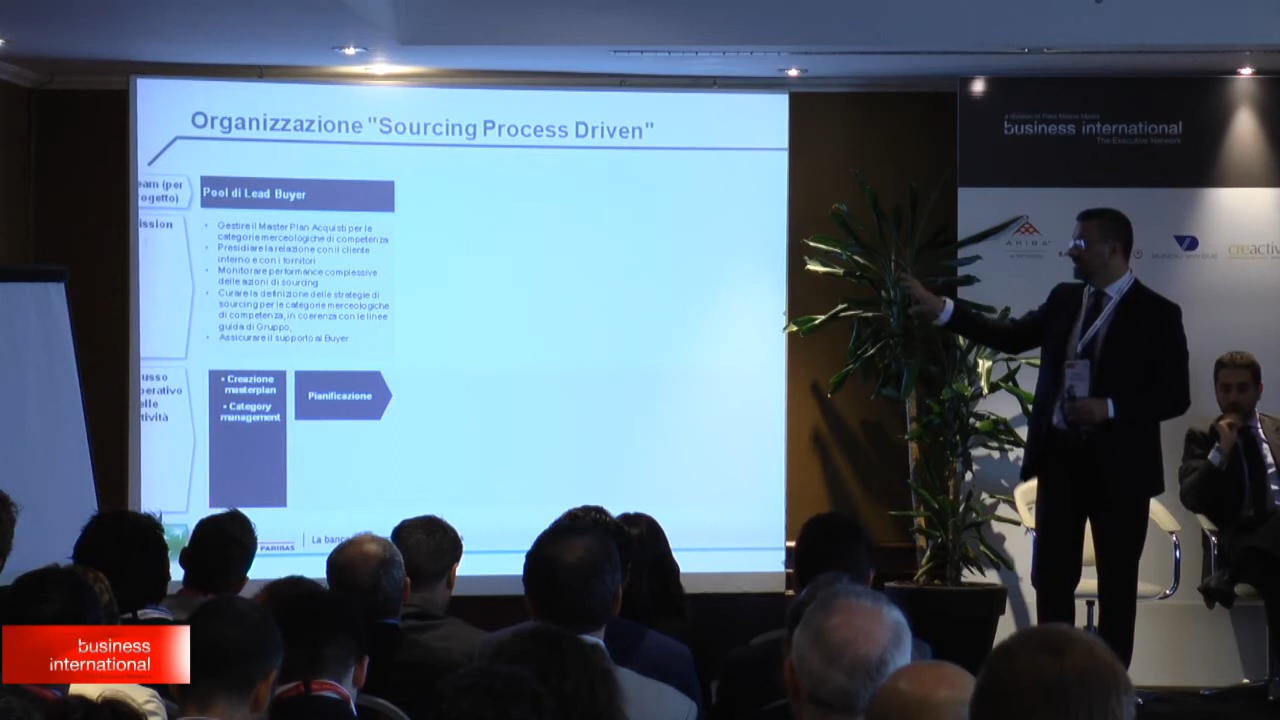 Organizzazione "Sourcing Process Driven"
eam (per
ogetto)
Pool di Lead Buyer
ission
• Gestire il Master Plan Acquisti per le
categorie merceologiche di competenza
• Presidiare la relazione con il cliente
interno e con i fornitori
• Monitorare performance complessive
delle azioni di sourcing
• Curare la definizione delle strategie di
sourcing per le categorie merceologiche
di competenza, in coerenza con le linee
guida di Gruppo,
• Assicurare il supporto ai Buyer
usso
perativo
elle
tività
• Creazione
masterplan
• Category
management
Pianificazione
PARIBAS
La banca
business international
The Executive Network
ARIBA
creactiv
business
international